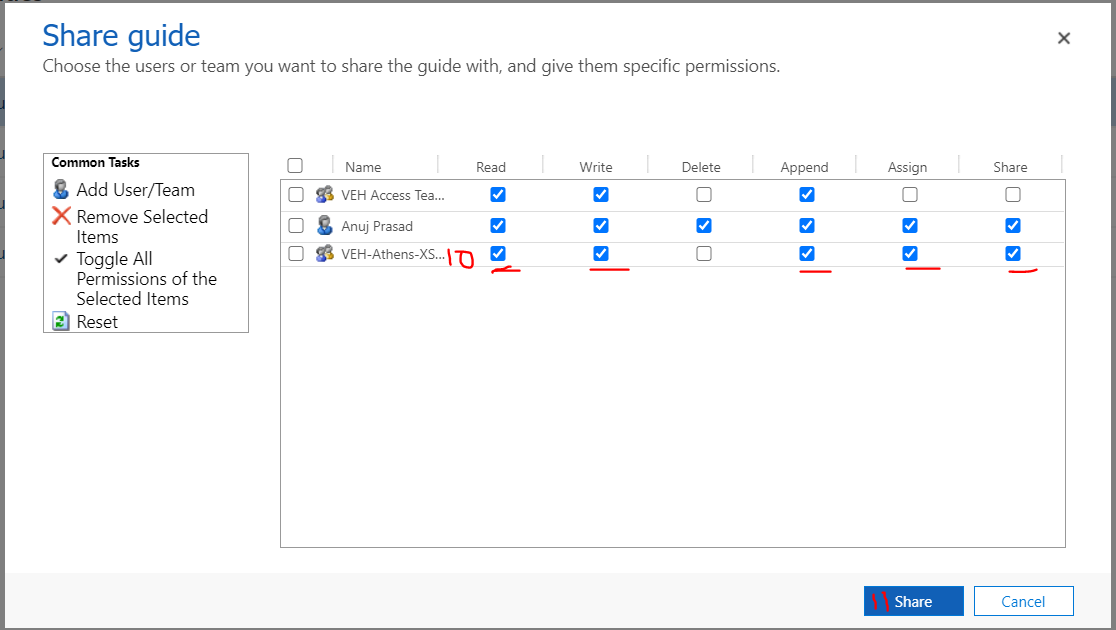 Share guide
Choose the users or team you want to share the guide with, and give them specific permissions.
Common Tasks
Add User/Team
Remove Selected
Items
Toggle All
Permissions of the
Selected Items
Reset
Name Read Write Delete Append Assign Share
VEH Access Tea...
Anuj Prasad
VEH-Athens-XS... 10
11 Share Cancel